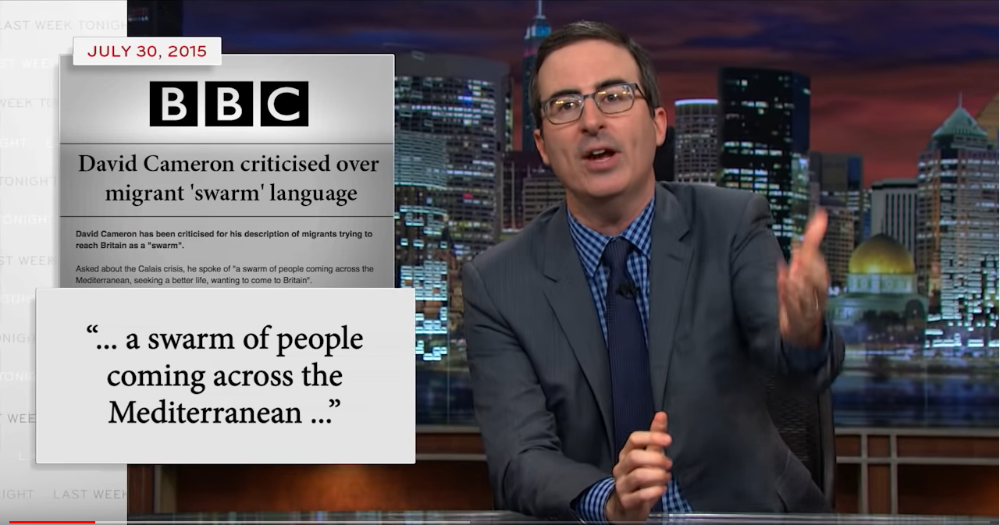 LAST WEEK TONIGHT
JULY 30, 2015
BBC
David Cameron criticised over
migrant 'swarm' language
David Cameron has been criticised for his description of migrants trying to
reach Britain as a "swarm".
Asked about the Calais crisis, he spoke of "a swarm of people coming across the
Mediterranean, seeking a better life, wanting to come to Britain".
“... a swarm of people
coming across the
Mediterranean ...”
IGHT LAST WEEK